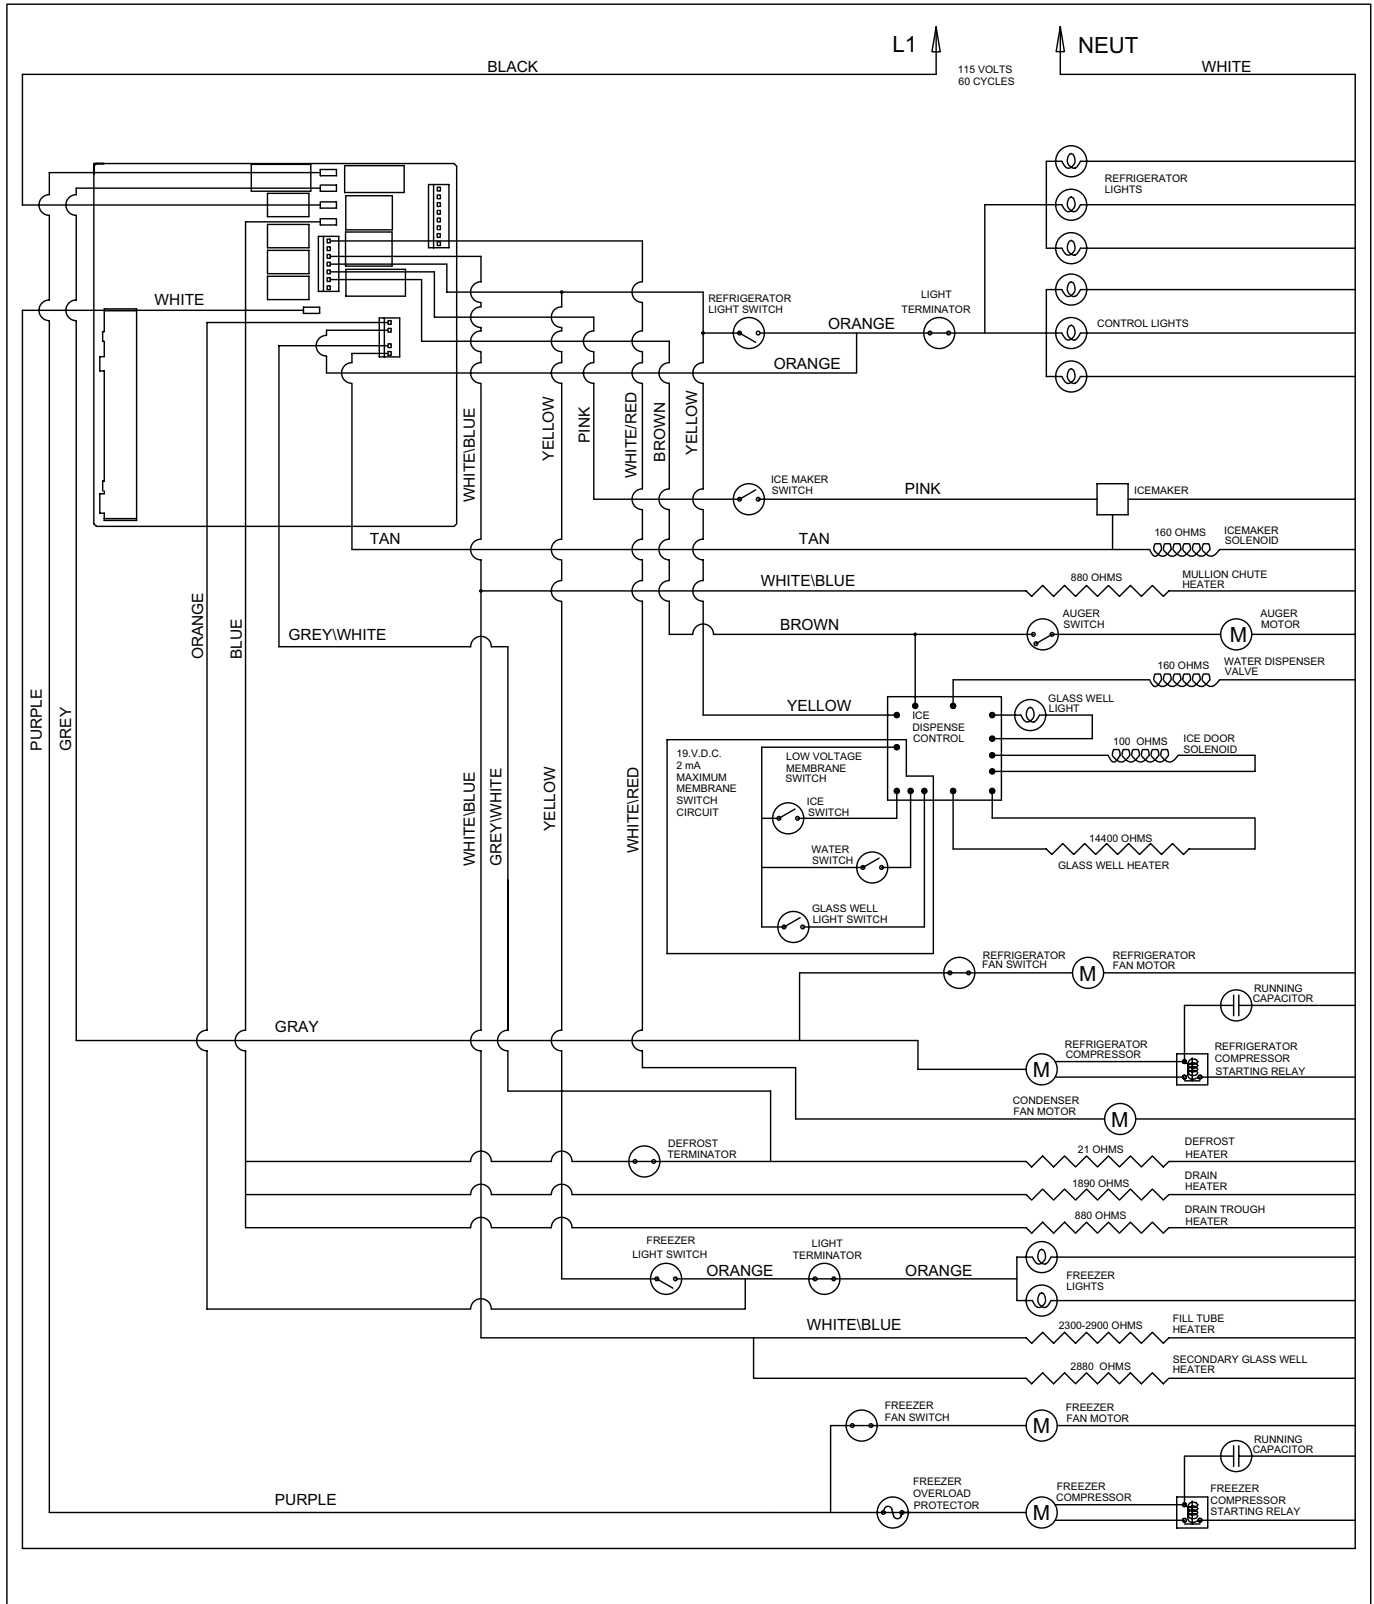 L1
NEUT
BLACK
115 VOLTS
60 CYCLES
WHITE
REFRIGERATOR
LIGHTS
WHITE
REFRIGERATOR
LIGHT SWITCH
LIGHT
TERMINATOR
ORANGE
CONTROL LIGHTS
ORANGE
WHITE\BLUE
YELLOW
PINK
WHITE/RED
BROWN
YELLOW
ICE MAKER
SWITCH
PINK
ICEMAKER
TAN
TAN
160 OHMS
ICEMAKER
SOLENOID
WHITE\BLUE
880 OHMS
MULLION CHUTE
HEATER
ORANGE
BLUE
GREY\WHITE
BROWN
AUGER
SWITCH
M
AUGER
MOTOR
160 OHMS
WATER DISPENSER
VALVE
PURPLE
GREY
YELLOW
ICE
DISPENSE
CONTROL
GLASS WELL
LIGHT
100 OHMS
ICE DOOR
SOLENOID
19.V.D.C.
2 mA
MAXIMUM
MEMBRANE
SWITCH
CIRCUIT
LOW VOLTAGE
MEMBRANE
SWITCH
ICE
SWITCH
WHITE\BLUE
GREY\WHITE
YELLOW
WHITE\RED
WATER
SWITCH
14400 OHMS
GLASS WELL HEATER
GLASS WELL
LIGHT SWITCH
REFRIGERATOR
FAN SWITCH
M
REFRIGERATOR
FAN MOTOR
RUNNING
CAPACITOR
GRAY
REFRIGERATOR
COMPRESSOR
M
REFRIGERATOR
COMPRESSOR
STARTING RELAY
CONDENSER
FAN MOTOR
M
DEFROST
TERMINATOR
21 OHMS
DEFROST
HEATER
1890 OHMS
DRAIN
HEATER
880 OHMS
DRAIN TROUGH
HEATER
FREEZER
LIGHT SWITCH
ORANGE
LIGHT
TERMINATOR
ORANGE
FREEZER
LIGHTS
WHITE\BLUE
2300-2900 OHMS
FILL TUBE
HEATER
2880 OHMS
SECONDARY GLASS WELL
HEATER
FREEZER
FAN SWITCH
M
FREEZER
FAN MOTOR
RUNNING
CAPACITOR
PURPLE
FREEZER
OVERLOAD
PROTECTOR
M
FREEZER
COMPRESSOR
FREEZER
COMPRESSOR
STARTING RELAY